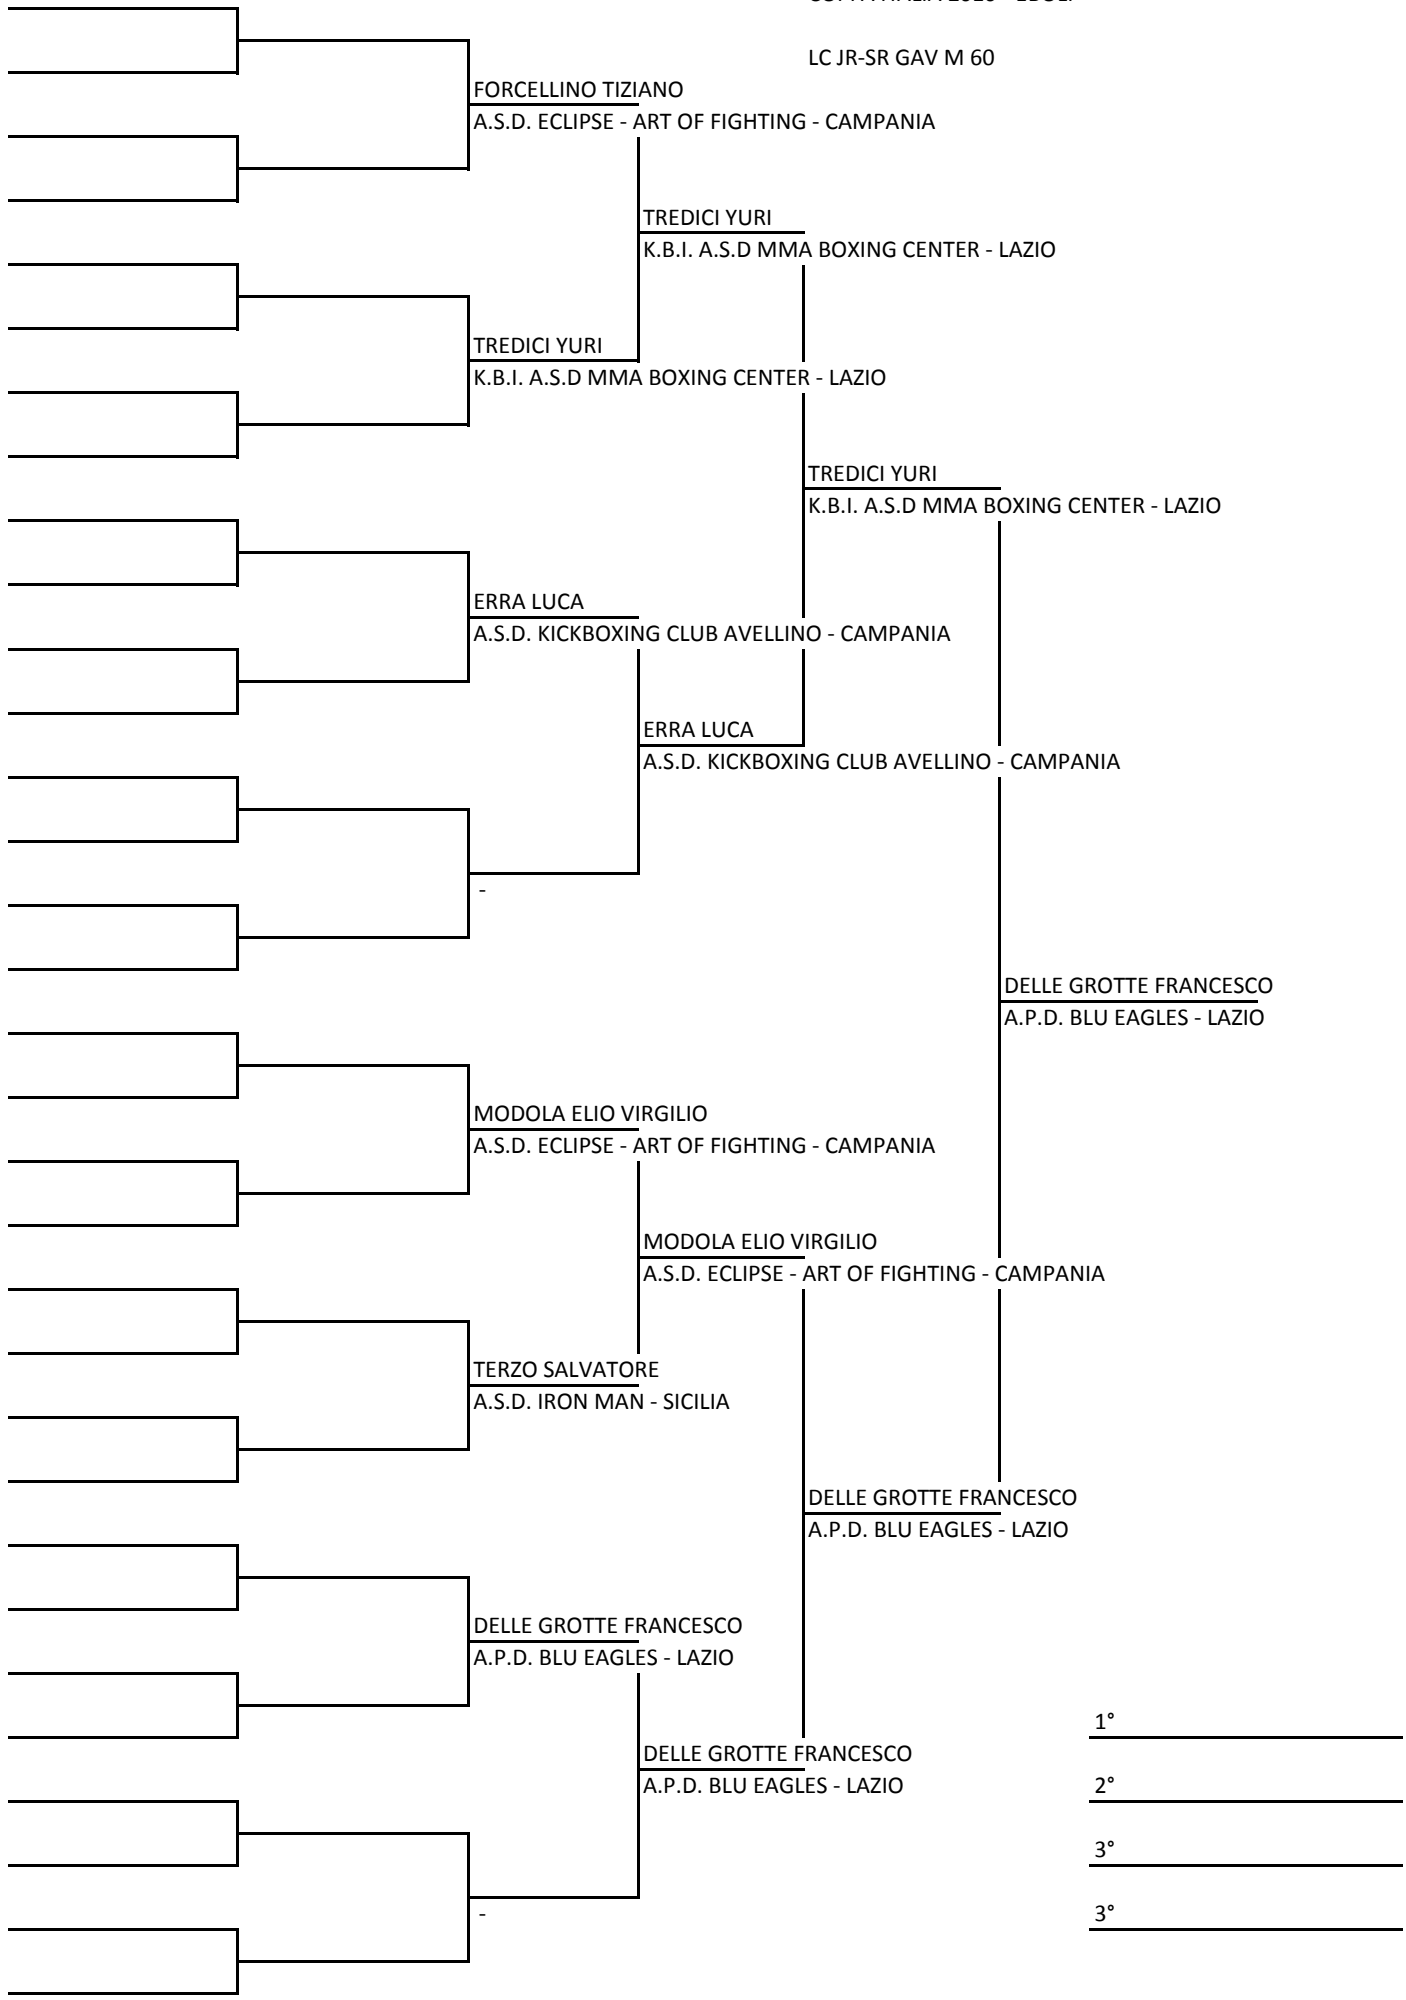 LC JR-SR GAV M 60
FORCELLINO TIZIANO
A.S.D. ECLIPSE - ART OF FIGHTING - CAMPANIA
TREDICI YURI
K.B.I. A.S.D MMA BOXING CENTER - LAZIO
TREDICI YURI
K.B.I. A.S.D MMA BOXING CENTER - LAZIO
TREDICI YURI
K.B.I. A.S.D MMA BOXING CENTER - LAZIO
ERRA LUCA
A.S.D. KICKBOXING CLUB AVELLINO - CAMPANIA
ERRA LUCA
A.S.D. KICKBOXING CLUB AVELLINO - CAMPANIA
-
DELLE GROTTE FRANCESCO
A.P.D. BLU EAGLES - LAZIO
MODOLA ELIO VIRGILIO
A.S.D. ECLIPSE - ART OF FIGHTING - CAMPANIA
MODOLA ELIO VIRGILIO
A.S.D. ECLIPSE - ART OF FIGHTING - CAMPANIA
TERZO SALVATORE
A.S.D. IRON MAN - SICILIA
DELLE GROTTE FRANCESCO
A.P.D. BLU EAGLES - LAZIO
DELLE GROTTE FRANCESCO
A.P.D. BLU EAGLES - LAZIO
1°
DELLE GROTTE FRANCESCO
A.P.D. BLU EAGLES - LAZIO
2°
3°
-
3°